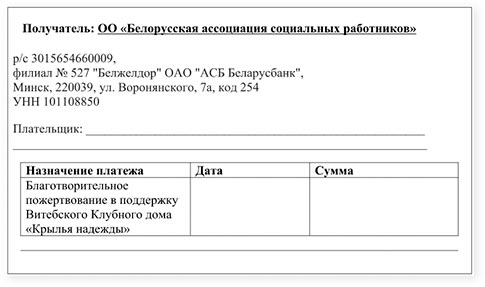 Получатель: ОО «Белорусская ассоциация социальных работников»
р/с 3015654660009,
филиал № 527 "Белжелдор" ОАО "АСБ Беларусбанк",
Минск, 220039, ул. Воронянского, 7а, код 254
УНН 101108850
Плательщик:
Назначение платежа Дата Сумма
Благотворительное
пожертвование в поддержку
Витебского Клубного дома
«Крылья надежды»